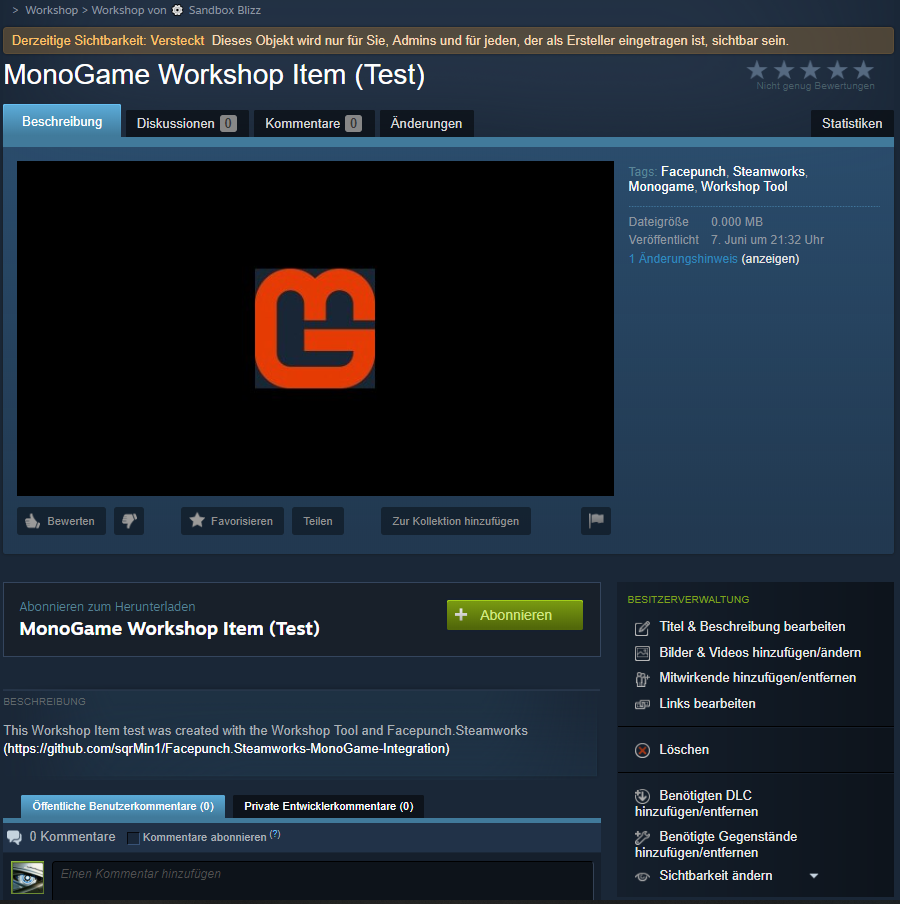 > Workshop > Workshop von Sandbox Blizz
Derzeitige Sichtbarkeit: Versteckt Dieses Objekt wird nur für Sie, Admins und für jeden, der als Ersteller eingetragen ist, sichtbar sein.
MonoGame Workshop Item (Test)
Nicht genug Bewertungen
Beschreibung
Diskussionen 0
Kommentare 0
Änderungen
Statistiken
Tags: Facepunch, Steamworks,
Monogame, Workshop Tool
Dateigröße 0.000 MB
Veröffentlicht 7. Juni um 21:32 Uhr
1 Änderungshinweis (anzeigen)
Bewerten
Favorisieren
Teilen
Zur Kollektion hinzufügen
Abonnieren zum Herunterladen
MonoGame Workshop Item (Test)
Abonnieren
BESCHREIBUNG
This Workshop Item test was created with the Workshop Tool and Facepunch.Steamworks
(https://github.com/sqrMin1/Facepunch.Steamworks-MonoGame-Integration)
Öffentliche Benutzerkommentare (0)
Private Entwicklerkommentare (0)
0 Kommentare
Kommentare abonnieren (?)
Einen Kommentar hinzufügen
BESITZERVERWALTUNG
Titel & Beschreibung bearbeiten
Bilder & Videos hinzufügen/ändern
Mitwirkende hinzufügen/entfernen
Links bearbeiten
Löschen
Benötigten DLC
hinzufügen/entfernen
Benötigte Gegenstände
hinzufügen/entfernen
Sichtbarkeit ändern